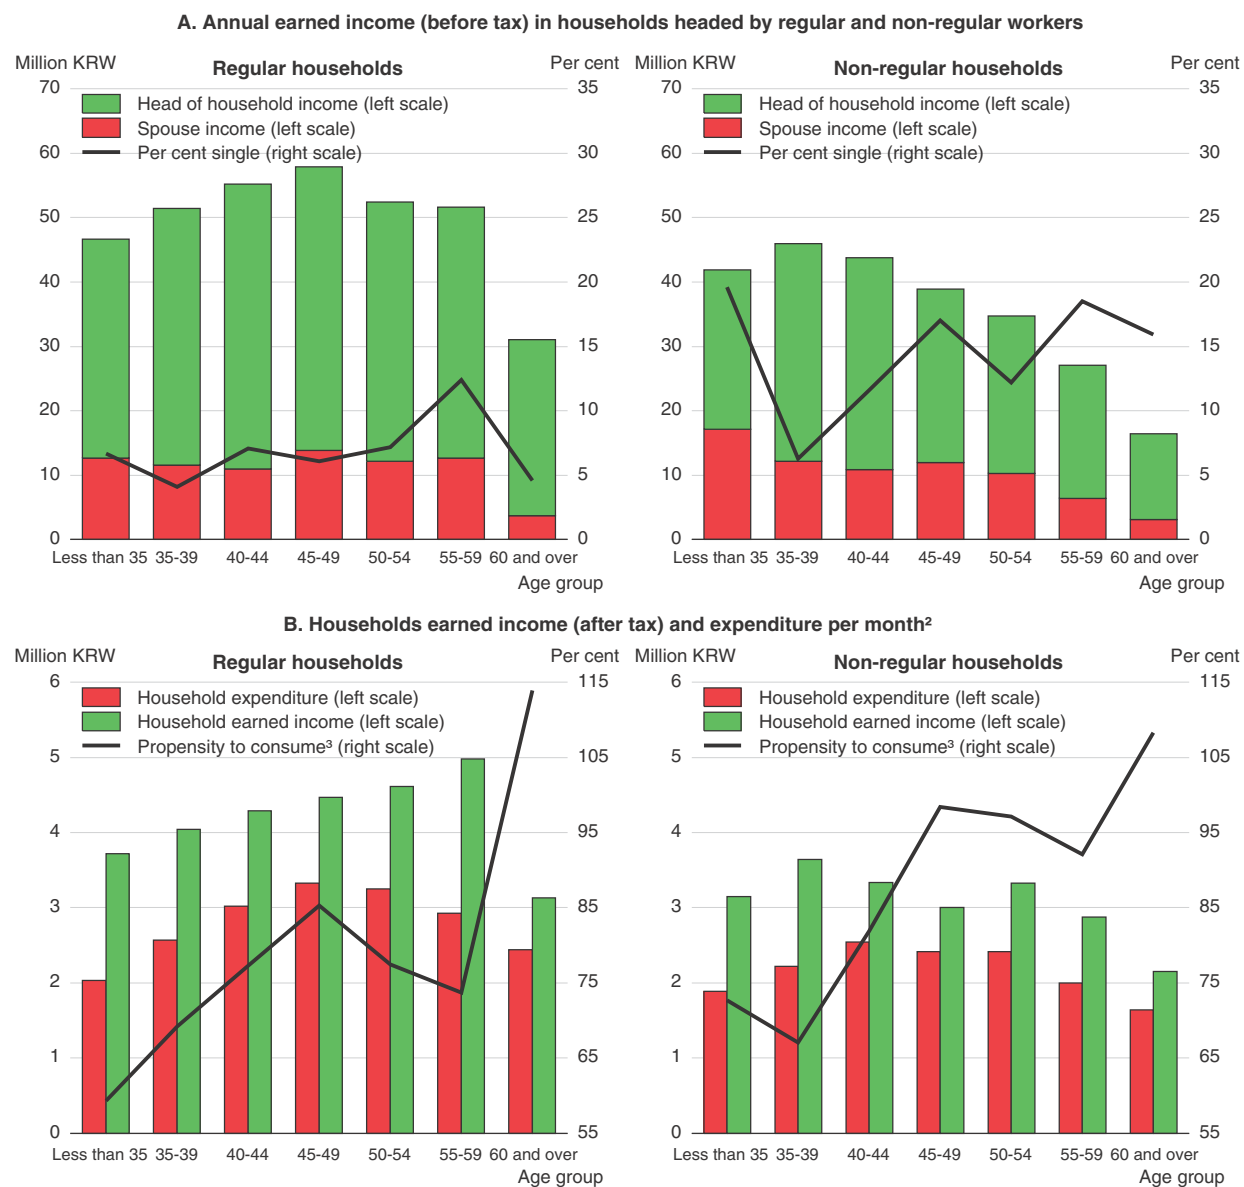 A. Annual earned income (before tax) in households headed by regular and non-regular workers
Million KRW
Regular households
Per cent
70
60
50
40
30
20
10
0
35
30
25
20
15
10
5
0
Head of household income (left scale)
Spouse income (left scale)
Per cent single (right scale)
Less than 35 35-39 40-44 45-49 50-54 55-59 60 and over
Age group
Million KRW
Non-regular households
Per cent
70
60
50
40
30
20
10
0
35
30
25
20
15
10
5
0
Head of household income (left scale)
Spouse income (left scale)
Per cent single (right scale)
Less than 35 35-39 40-44 45-49 50-54 55-59 60 and over
Age group
B. Households earned income (after tax) and expenditure per month²
Million KRW
Regular households
Per cent
6
5
4
3
2
1
0
115
105
95
85
75
65
55
Household expenditure (left scale)
Household earned income (left scale)
Propensity to consume³ (right scale)
Less than 35 35-39 40-44 45-49 50-54 55-59 60 and over
Age group
Million KRW
Non-regular households
Per cent
6
5
4
3
2
1
0
115
105
95
85
75
65
55
Household expenditure (left scale)
Household earned income (left scale)
Propensity to consume³ (right scale)
Less than 35 35-39 40-44 45-49 50-54 55-59 60 and over
Age group